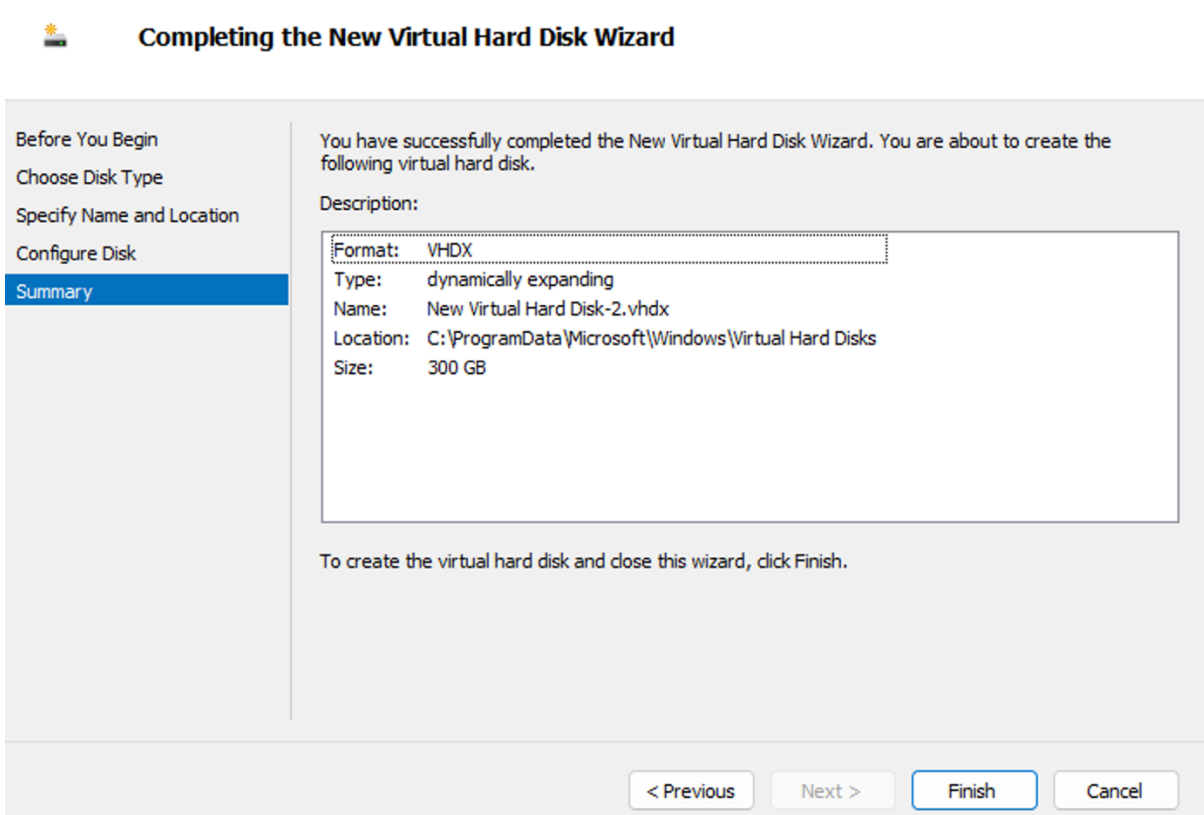 Completing the New Virtual Hard Disk Wizard
Before You Begin
Choose Disk Type
Specify Name and Location
Configure Disk
Summary
You have successfully completed the New Virtual Hard Disk Wizard. You are about to create the
following virtual hard disk.
Description:
Format: VHDX
Type: dynamically expanding
Name: New Virtual Hard Disk-2.vhdx
Location: C:\ProgramData\Microsoft\Windows\Virtual Hard Disks
Size: 300 GB
To create the virtual hard disk and close this wizard, click Finish.
< Previous Next > Finish Cancel